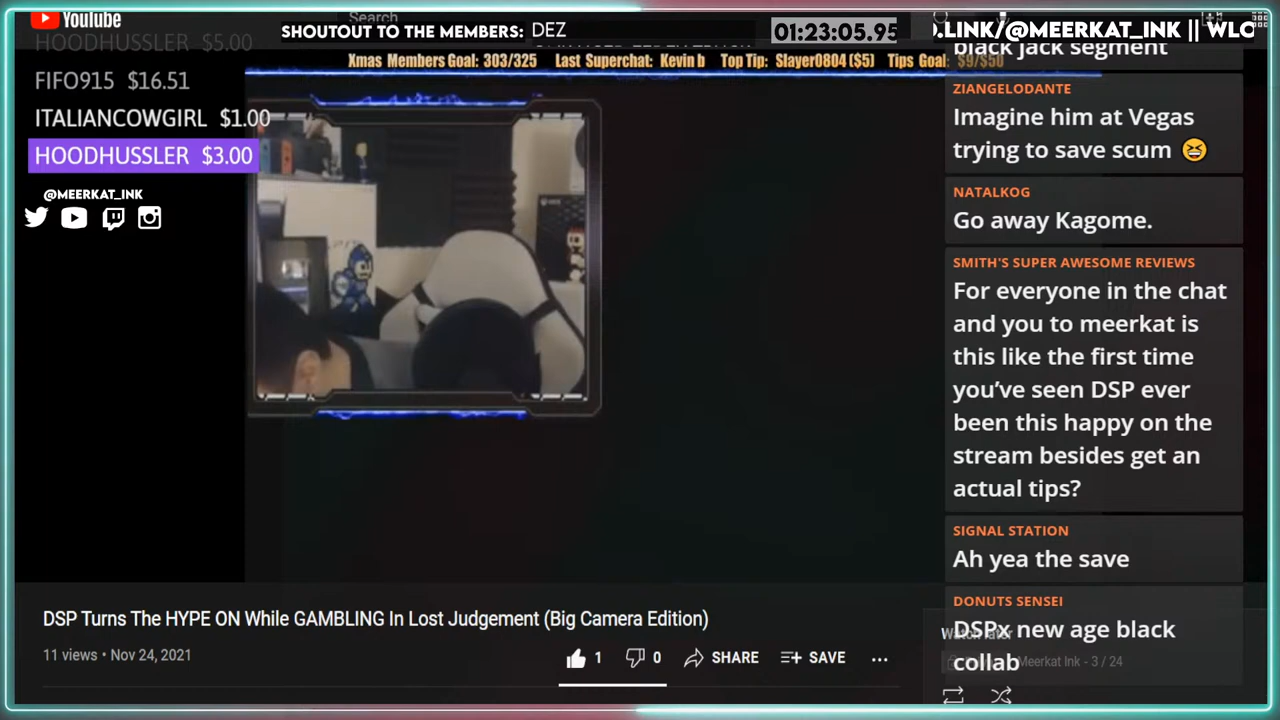 YouTube
Search
SHOUTOUT TO THE MEMBERS: DEZ
01:23:05.95
.LINK/@MEERKAT_INK || WLO
HOODHUSSLER $5.00
FIFO915 $16.51
ITALIANCOWGIRL $1.00
HOODHUSSLER $3.00
@MEERKAT_INK
Xmas Members Goal: 303/325 Last Superchat: Kevin b Top Tip: Slayer0804 ($5) Tips Goal: $9/$50
black jack segment
ZIANGELODANTE
Imagine him at Vegas
trying to save scum 😆
NATALKOG
Go away Kagome.
SMITH'S SUPER AWESOME REVIEWS
For everyone in the chat
and you to meerkat is
this like the first time
you've seen DSP ever
been this happy on the
stream besides get an
actual tips?
SIGNAL STATION
Ah yea the save
DONUTS SENSEI
DSPx new age black
collab
Watch later
Meerkat Ink - 3 / 24
DSP Turns The HYPE ON While GAMBLING In Lost Judgement (Big Camera Edition)
11 views • Nov 24, 2021
1
0
SHARE
SAVE